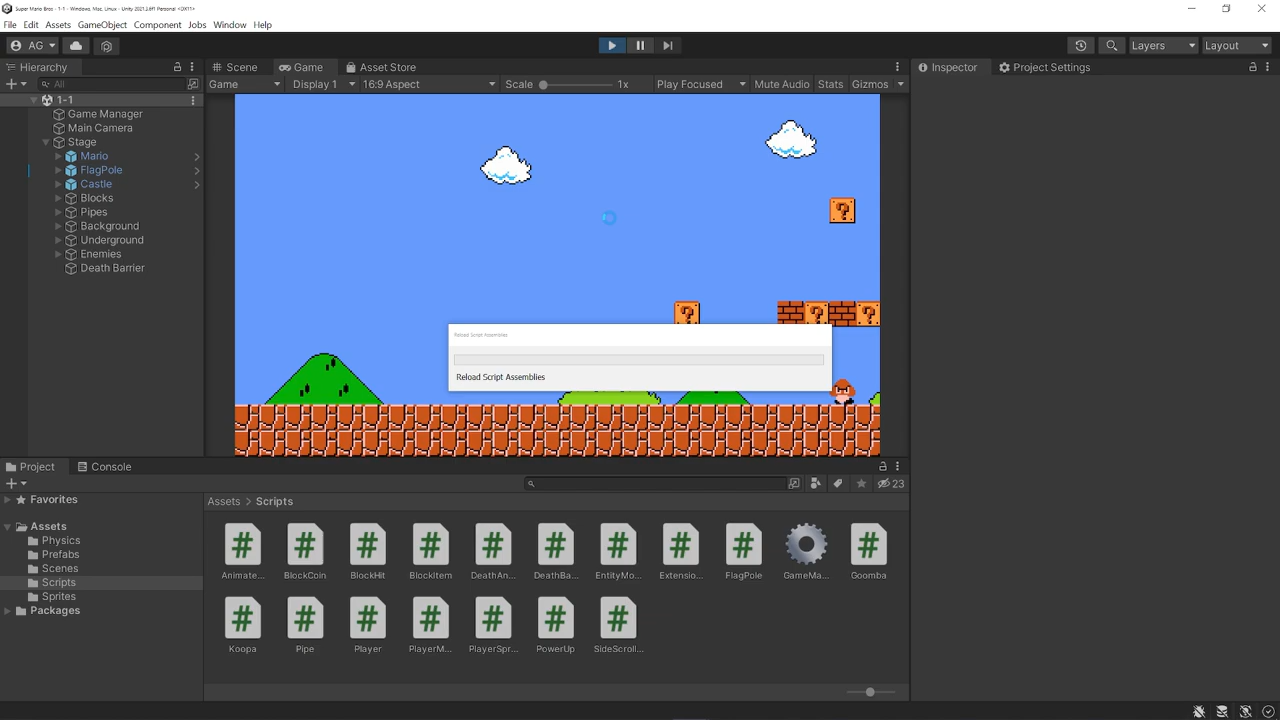 Super Mario Bros - 1-1 - Windows, Mac, Linux - Unity 2021.3.6f1 Personal <DX11>
File Edit Assets GameObject Component Jobs Window Help
AG Layers Layout
Hierarchy Scene Game Asset Store Inspector Project Settings
All Game Display 1 16:9 Aspect Scale 1x Play Focused Mute Audio Stats Gizmos
1-1
Game Manager
Main Camera
Stage
Mario
FlagPole
Castle
Blocks
Pipes
Background
Underground
Enemies
Death Barrier
? 
? ? ?
Reload Script Assemblies
Reload Script Assemblies
Project Console
23
Favorites
Assets > Scripts
Assets
Physics
Prefabs
Scenes
Scripts
Sprites
Packages
# # # # # # # # # #
Animate... BlockCoin BlockHit BlockItem DeathAn... DeathBa... EntityMo... Extensio... FlagPole GameMa... Goomba
# # # # # # #
Koopa Pipe Player PlayerM... PlayerSpr... PowerUp SideScroll...